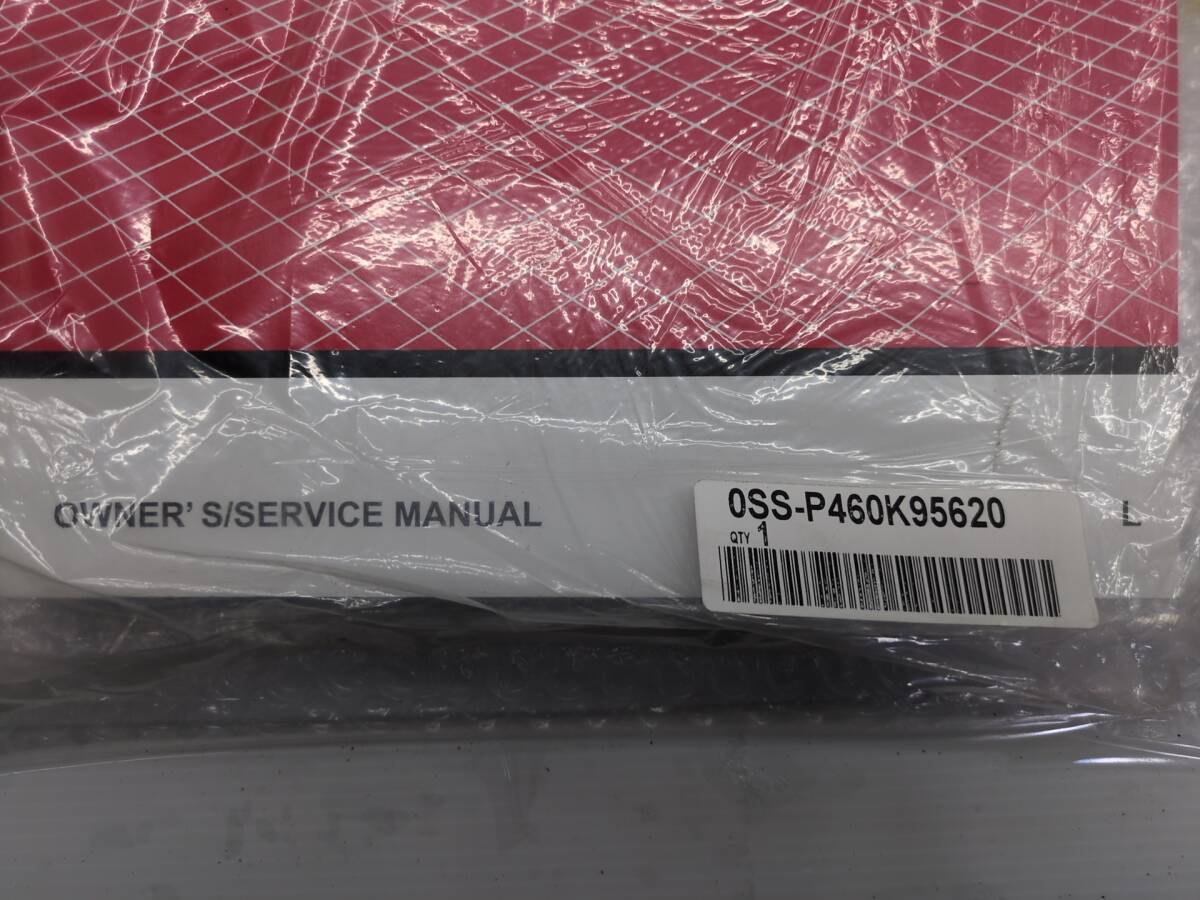 OWNER' S/SERVICE MANUAL
L
0SS-P460K95620
QTY 1